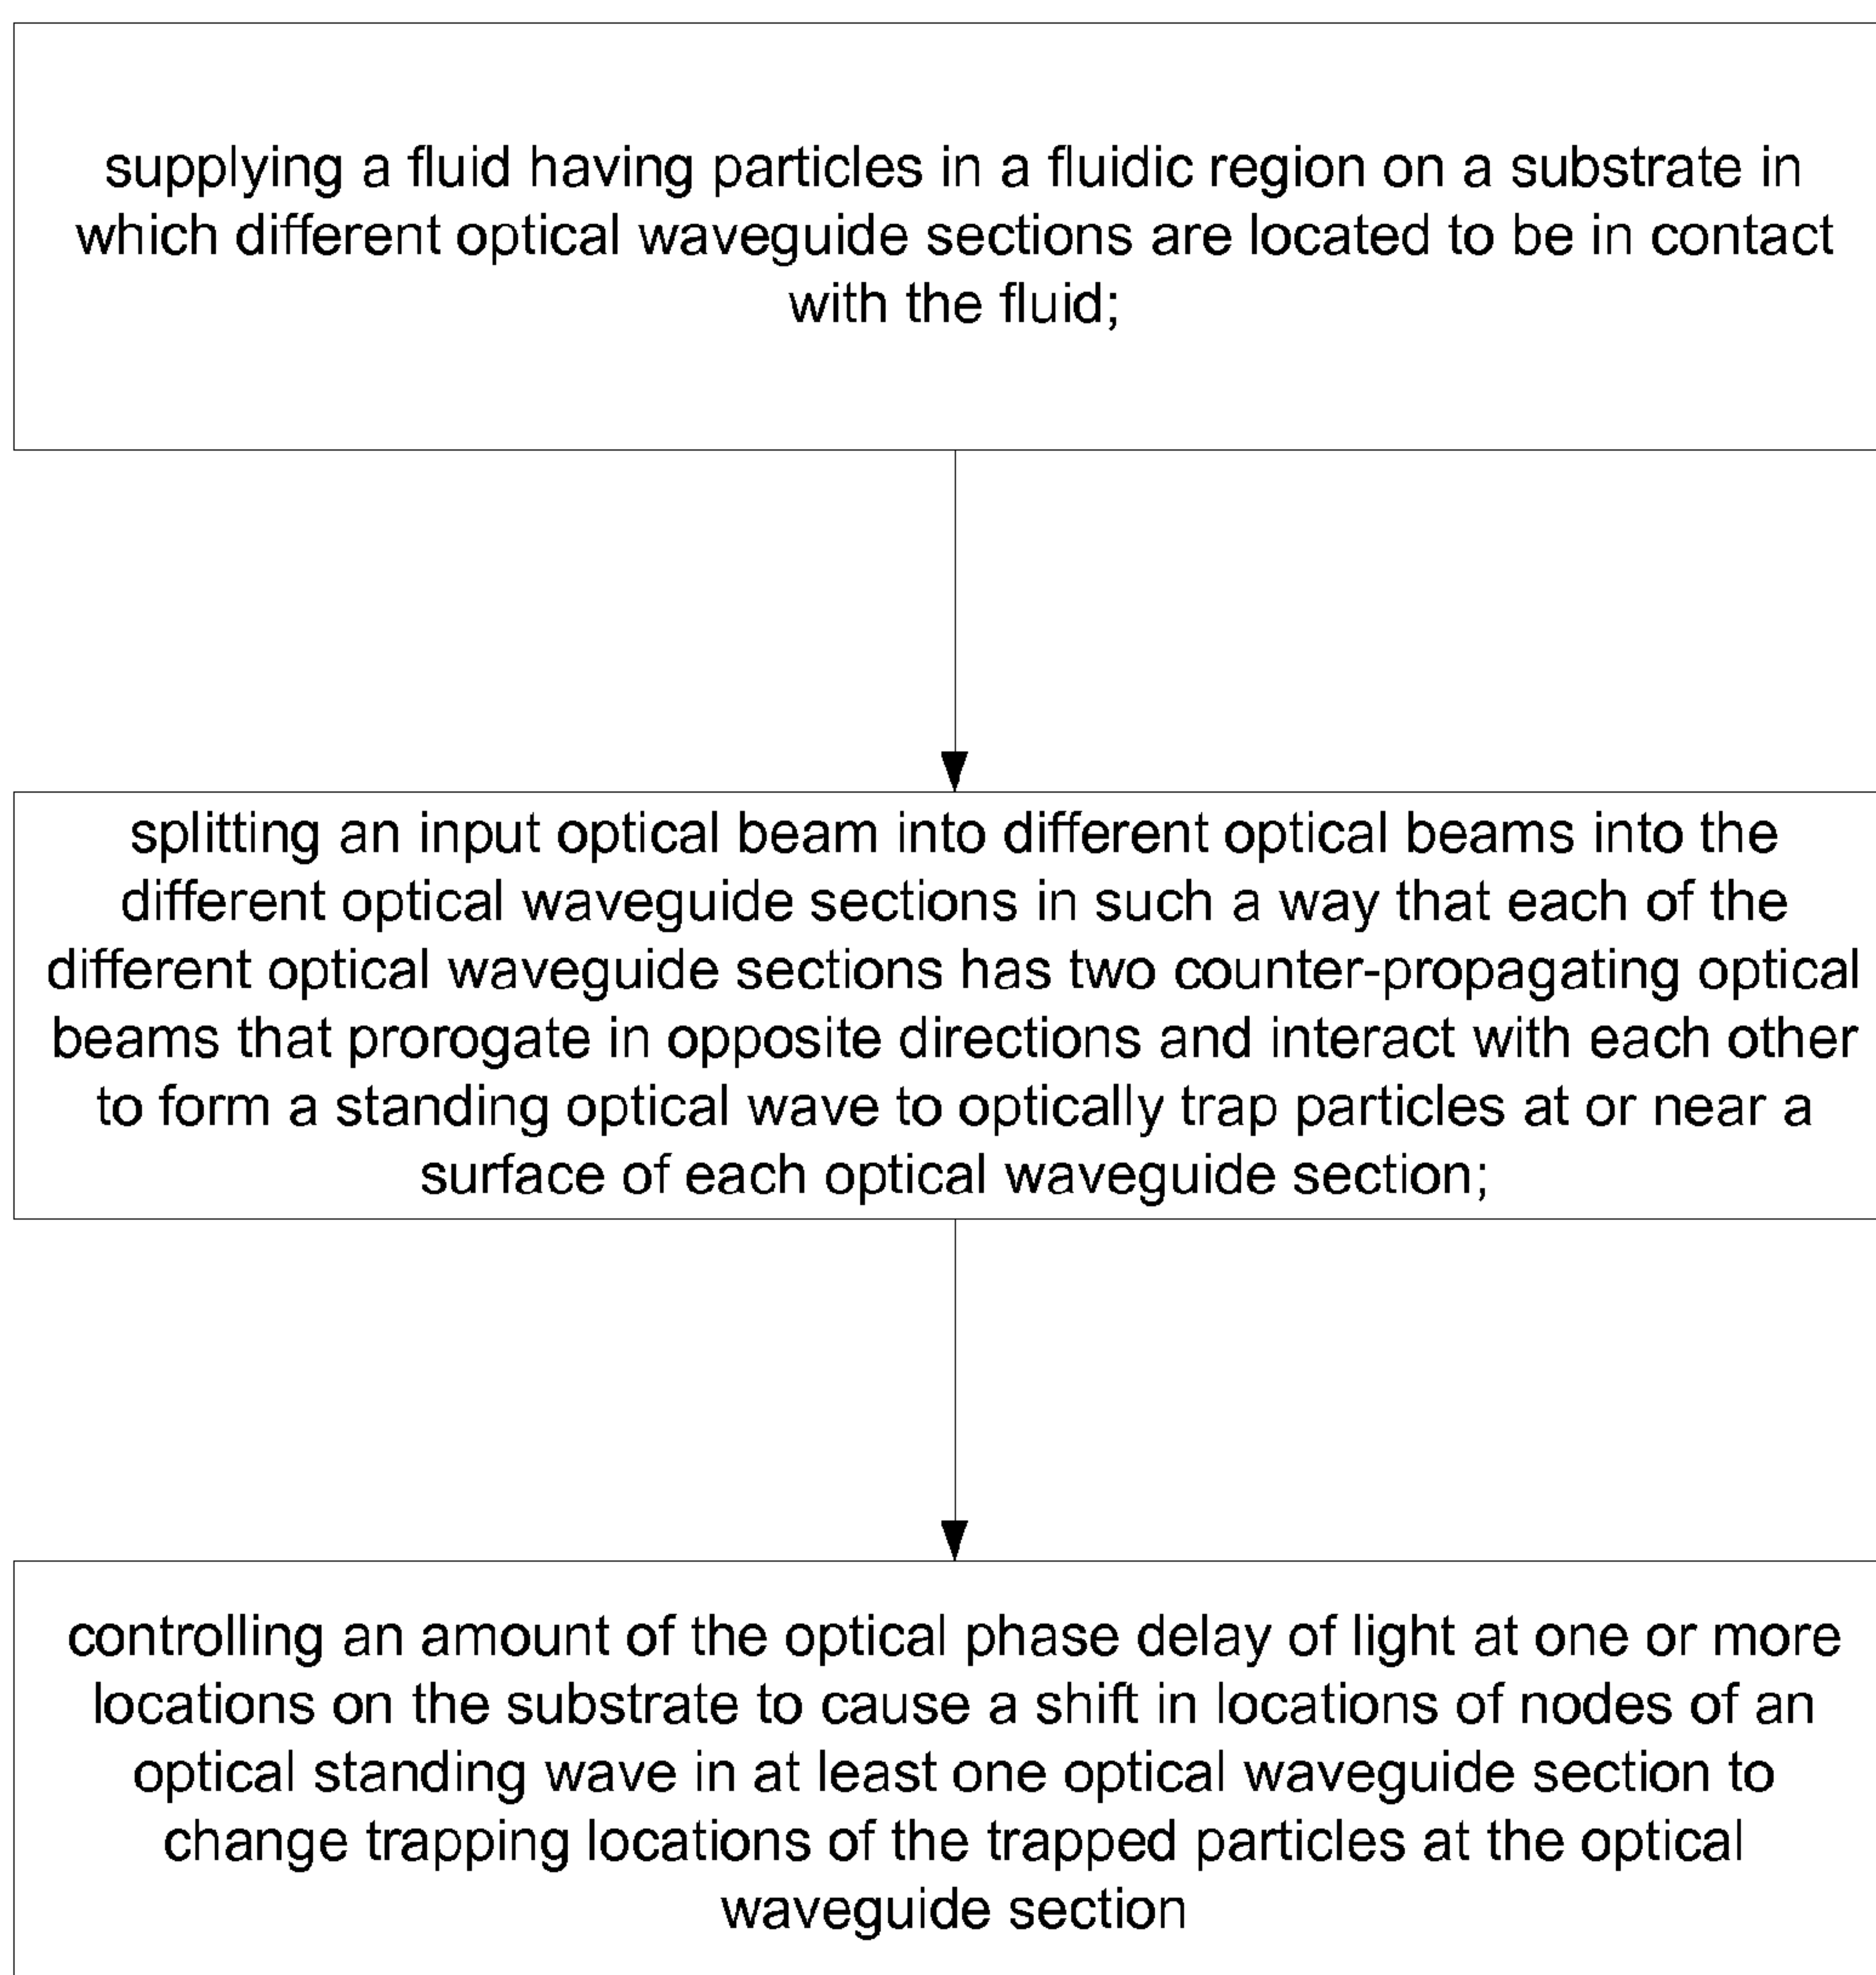 supplying a fluid having particles in a fluidic region on a substrate in
which different optical waveguide sections are located to be in contact
with the fluid;
splitting an input optical beam into different optical beams into the
different optical waveguide sections in such a way that each of the
different optical waveguide sections has two counter-propagating optical
beams that prorogate in opposite directions and interact with each other
to form a standing optical wave to optically trap particles at or near a
surface of each optical waveguide section;
controlling an amount of the optical phase delay of light at one or more
locations on the substrate to cause a shift in locations of nodes of an
optical standing wave in at least one optical waveguide section to
change trapping locations of the trapped particles at the optical
waveguide section